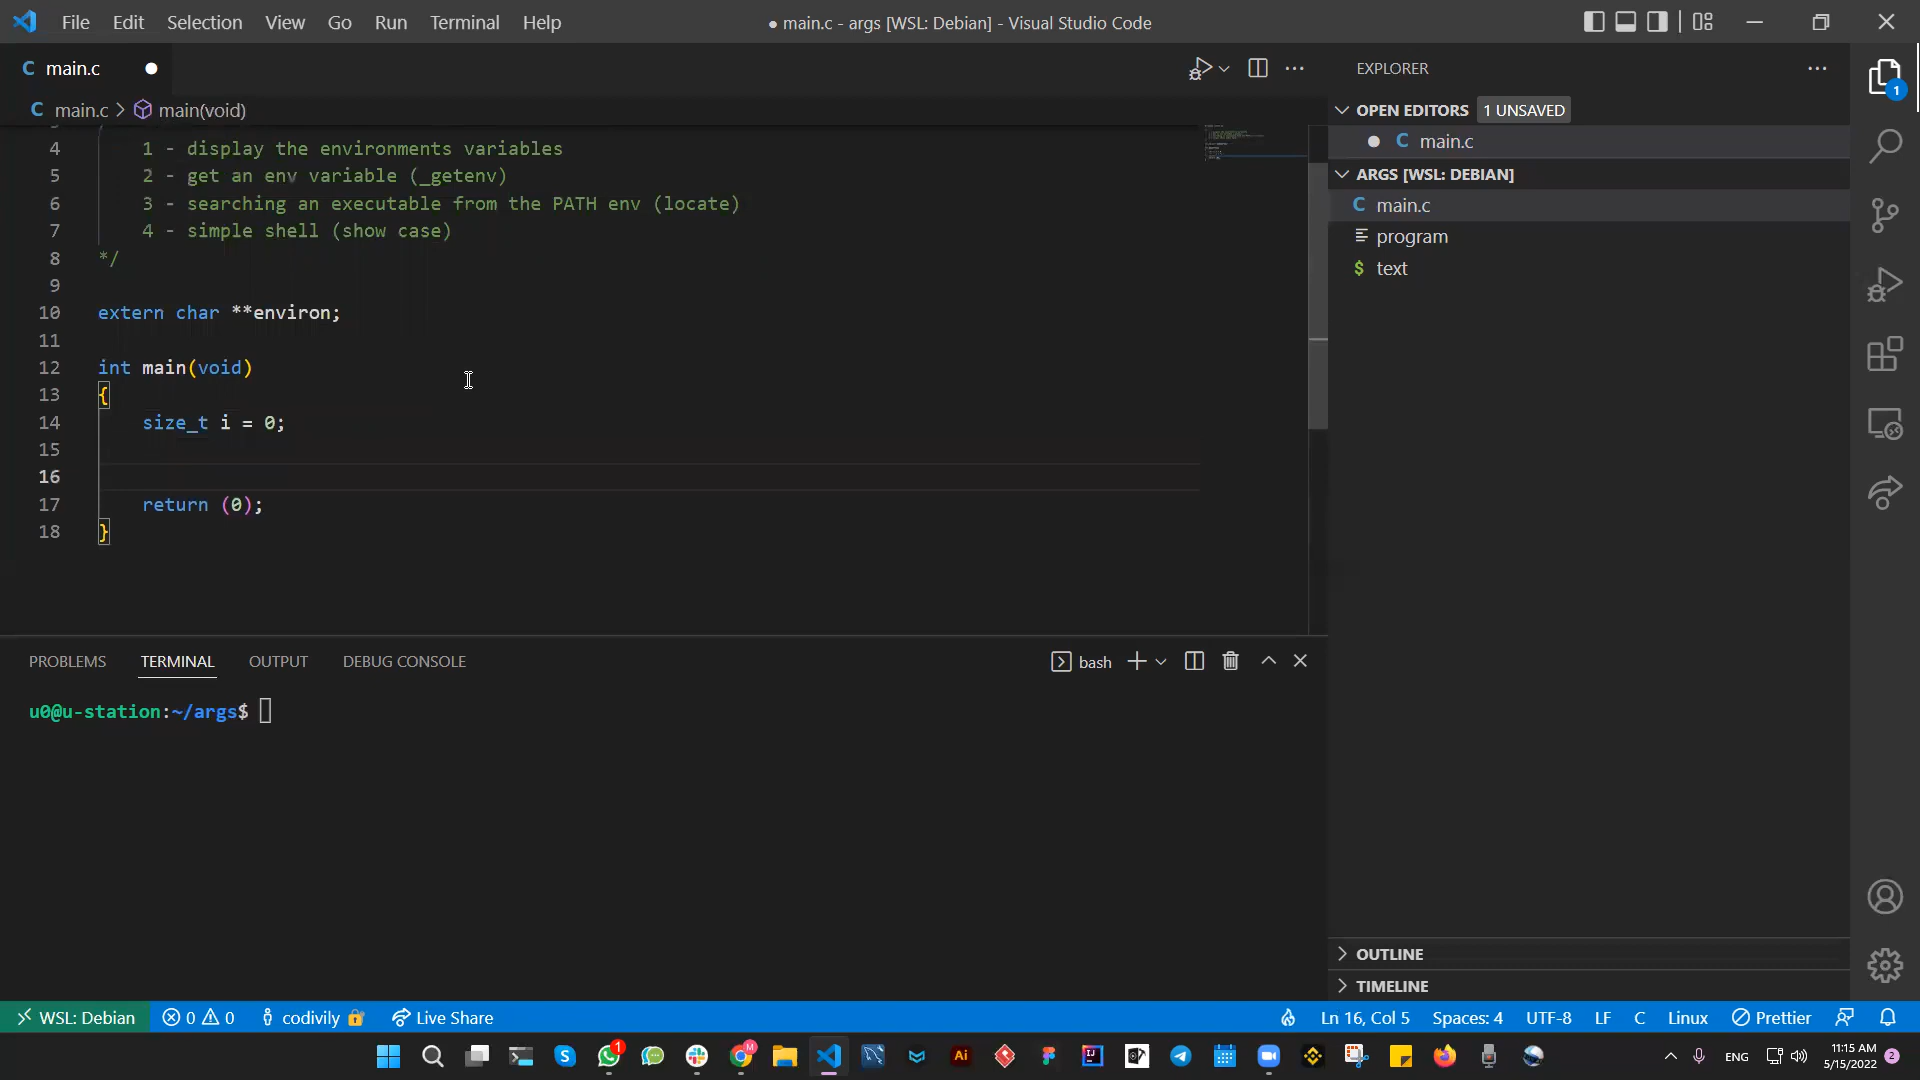 File Edit Selection View Go Run Terminal Help
● main.c - args [WSL: Debian] - Visual Studio Code
C main.c ●
EXPLORER
C main.c > main(void)
OPEN EDITORS 1 UNSAVED
● C main.c
ARGS [WSL: DEBIAN]
C main.c
program
$ text
1
4 1 - display the environments variables
5 2 - get an env variable (_getenv)
6 3 - searching an executable from the PATH env (locate)
7 4 - simple shell (show case)
8 */
9
10 extern char **environ;
11
12 int main(void)
13 {
14 size_t i = 0;
15
16
17 return (0);
18 }
PROBLEMS TERMINAL OUTPUT DEBUG CONSOLE
bash
u0@u-station:~/args$
OUTLINE
TIMELINE
WSL: Debian 0 0 codivily Live Share
Ln 16, Col 5 Spaces: 4 UTF-8 LF C Linux Prettier
1 M Ai IJ
ENG
11:15 AM
5/15/2022
2